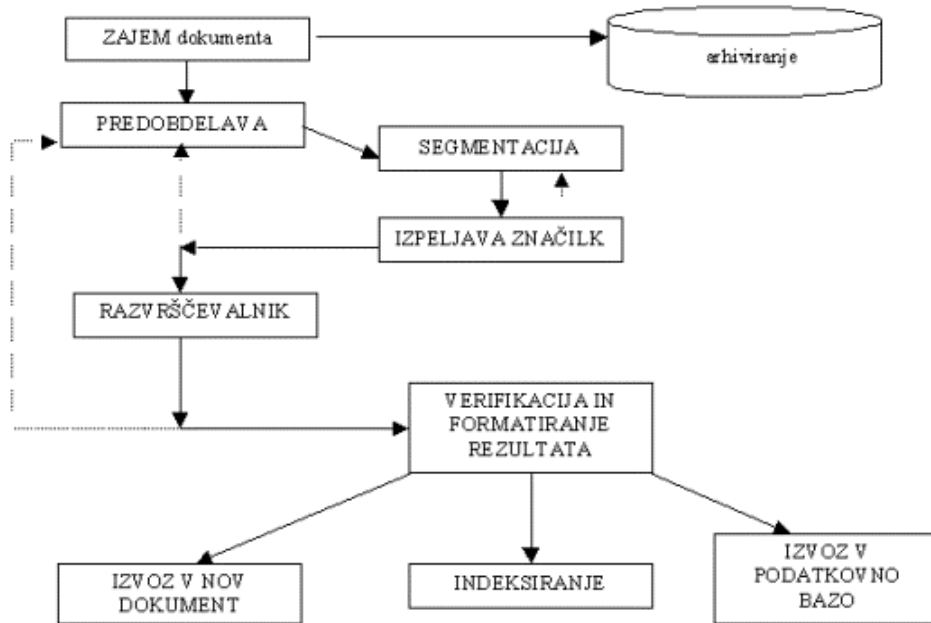 ZAJEM dokumenta
arhiviranje
PREDOBDELAVA
SEGMENTACIJA
IZPELJAVA ZNAČILK
RAZVRŠČEVALNIK
VERIFIKACIJA IN
FORMATIRANJE
REZULTATA
IZVOZ V NOV
DOKUMENT
INDEKSIRANJE
IZVOZ V
PODATKOVNO
BAZO